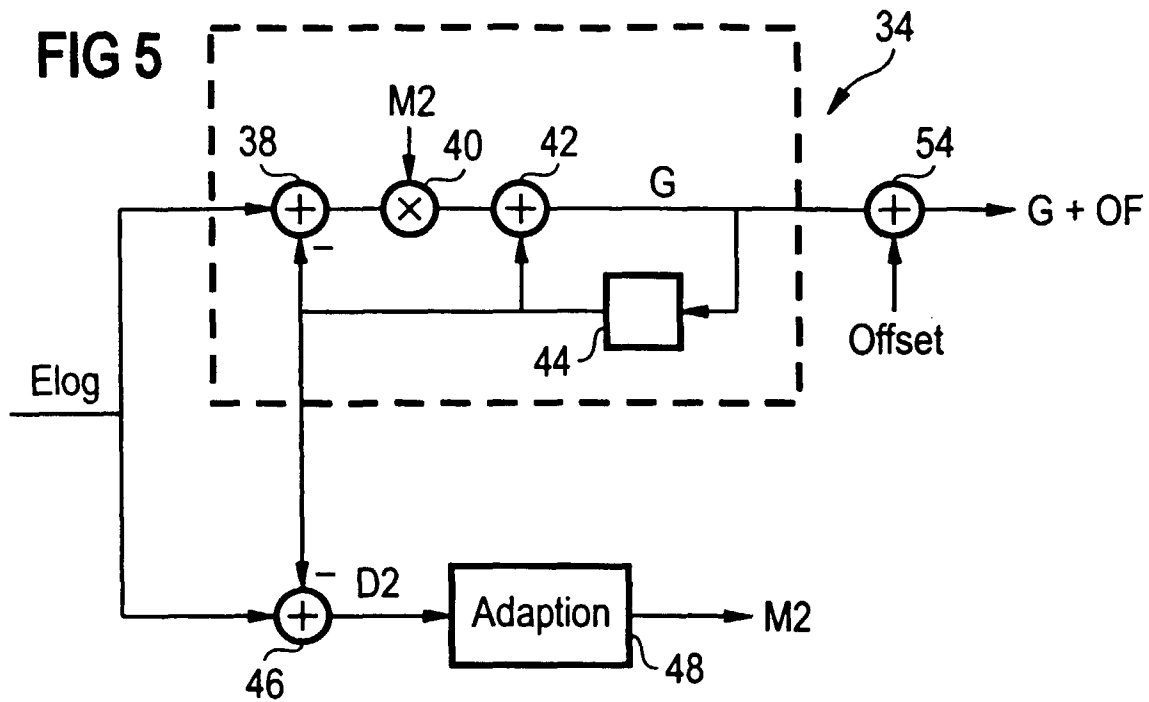 FIG 5
34
M2
38
40
42
54
+
×
+
G
+
G + OF
−
44
Offset
Elog
−
D2
+
Adaption
M2
46
48